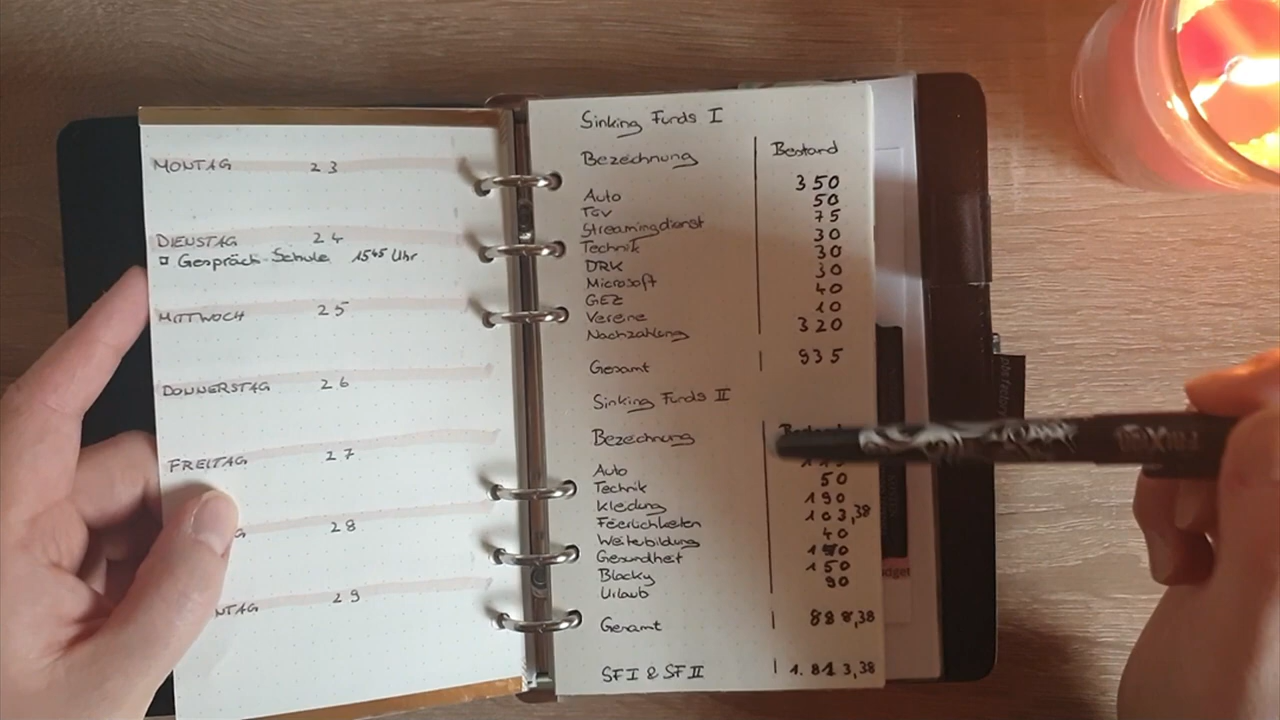 MONTAG 23
DIENSTAG 24
Gespräch Schule 15⁴⁵ Uhr
MITTWOCH 25
DONNERSTAG 26
FREITAG 27
G 28
NTAG 29
Sinking Funds I
Bezeichnung Bestand
Auto 350
TÜV 50
Streamingdienst 75
Technik 30
DRK 30
Microsoft 30
GEZ 40
Vereine 10
Nachzahlung 320
Gesamt 935
Sinking Funds II
Bezeichnung
Auto
Technik 50
Kleidung 190
Feierlichkeiten 103,38
Weiterbildung 40
Gesundheit
Blacky 150
Urlaub 90
Gesamt 888,38
SF I & SF II